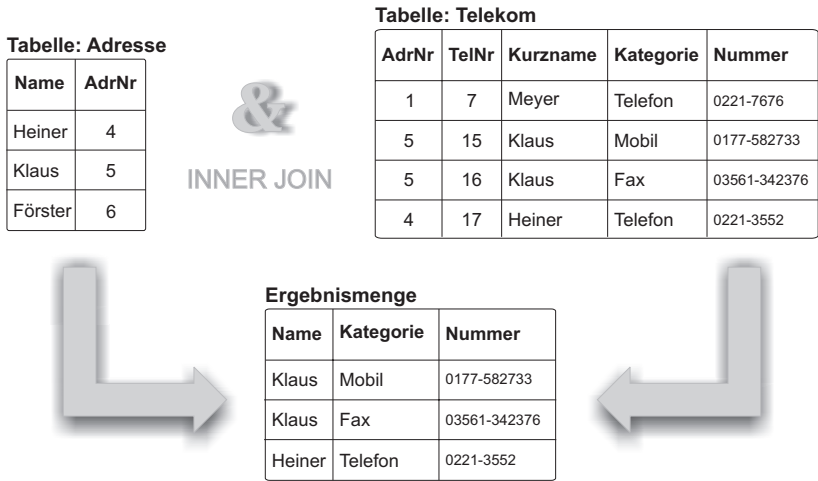 Tabelle: Adresse
Name AdrNr
Heiner 4
Klaus 5
Förster 6
&
INNER JOIN
Tabelle: Telekom
AdrNr TelNr Kurzname Kategorie Nummer
1 7 Meyer Telefon 0221-7676
5 15 Klaus Mobil 0177-582733
5 16 Klaus Fax 03561-342376
4 17 Heiner Telefon 0221-3552
Ergebnismenge
Name Kategorie Nummer
Klaus Mobil 0177-582733
Klaus Fax 03561-342376
Heiner Telefon 0221-3552